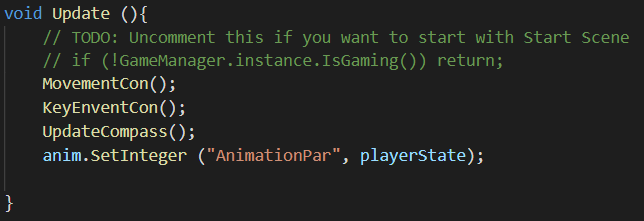 void Update (){
// TODO: Uncomment this if you want to start with Start Scene
// if (!GameManager.instance.IsGaming()) return;
MovementCon();
KeyEnventCon();
UpdateCompass();
anim.SetInteger ("AnimationPar", playerState);
}